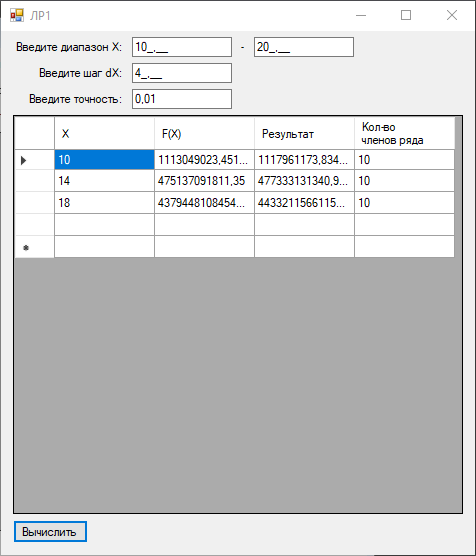 ЛР1
Введите диапазон X: 10_,__ - 20_,__
Введите шаг dX: 4_,__
Введите точность: 0,01
X F(X) Результат Кол-во
членов ряда
10 1113049023,451... 1117961173,834... 10
14 475137091811,35 477333131340,9... 10
18 4379448108454... 4433211566115... 10
Вычислить